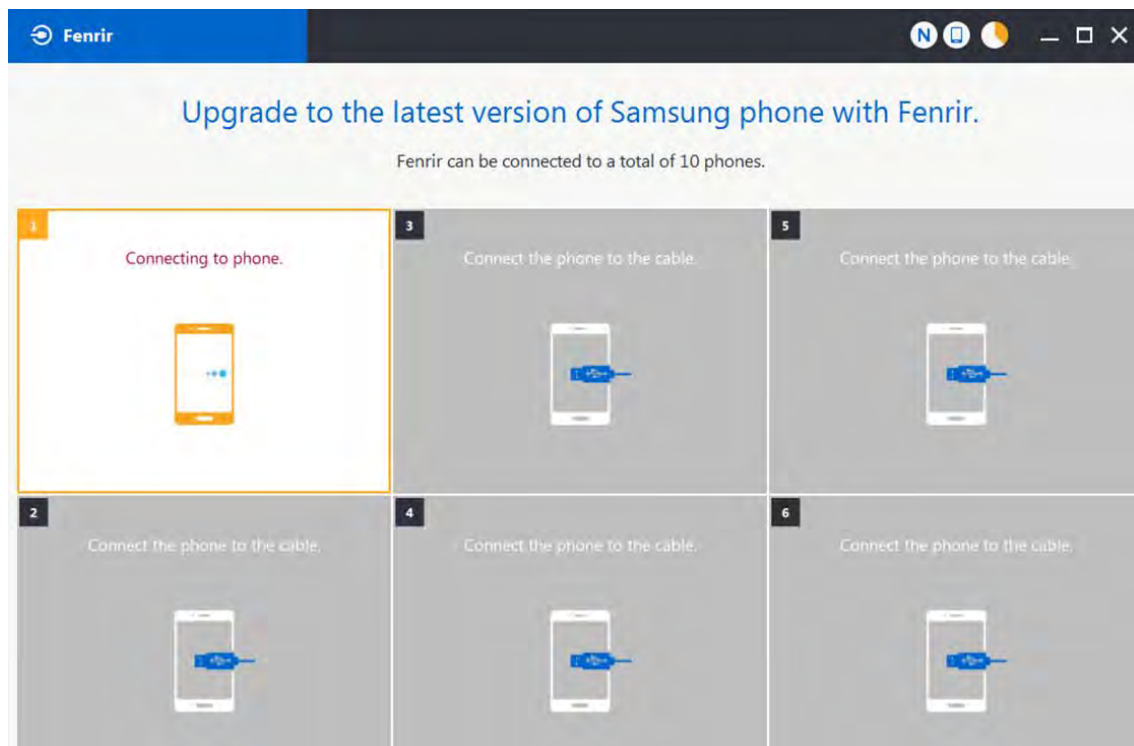 Fenrir
N
Upgrade to the latest version of Samsung phone with Fenrir.
Fenrir can be connected to a total of 10 phones.
1
Connecting to phone.
3
Connect the phone to the cable.
5
Connect the phone to the cable.
2
Connect the phone to the cable.
4
Connect the phone to the cable.
6
Connect the phone to the cable.